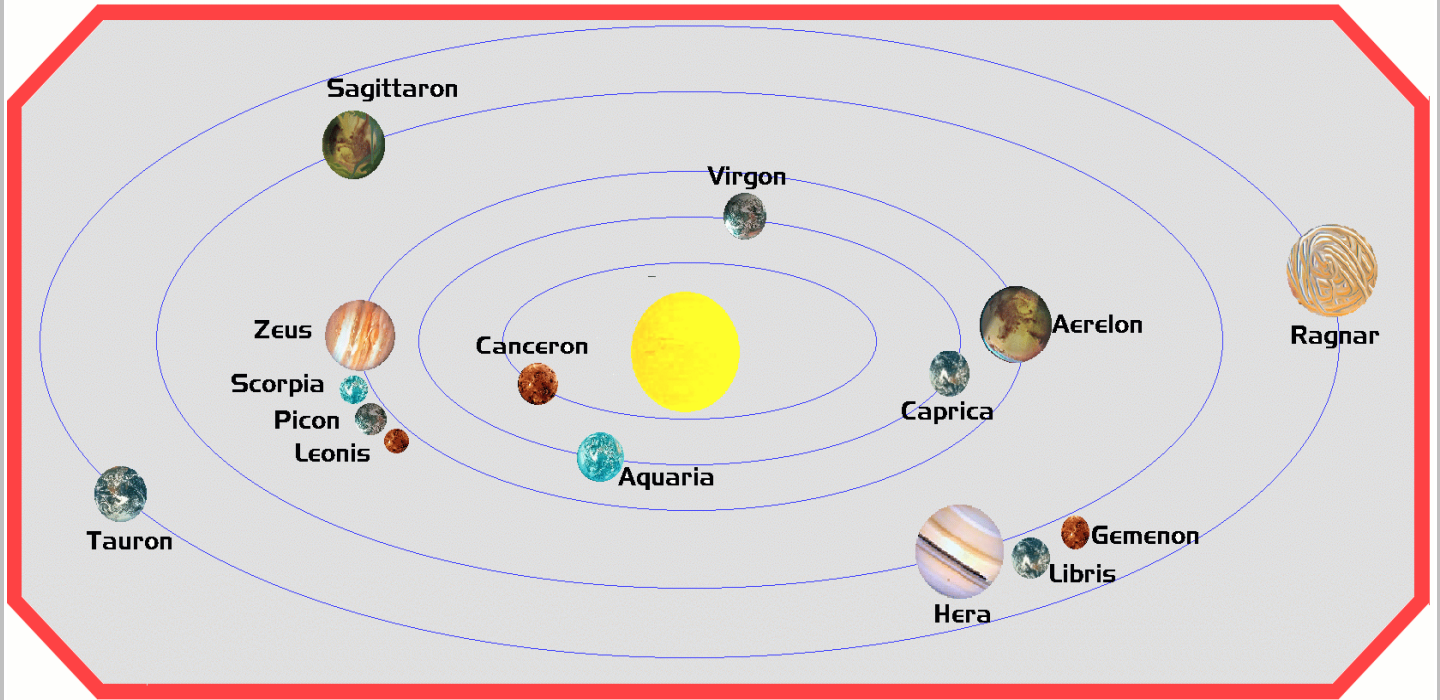 Sagittaron
Virgon
Zeus
Aerelon
Ragnar
Canceron
Scorpia
Caprica
Picon
Leonis
Aquaria
Tauron
Gemenon
Libris
Hera